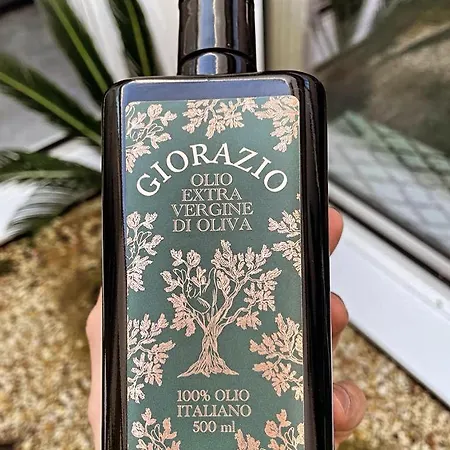 GIORAZIO
OLIO
EXTRA
VERGINE
DI OLIVA
100% OLIO
ITALIANO
500 ml